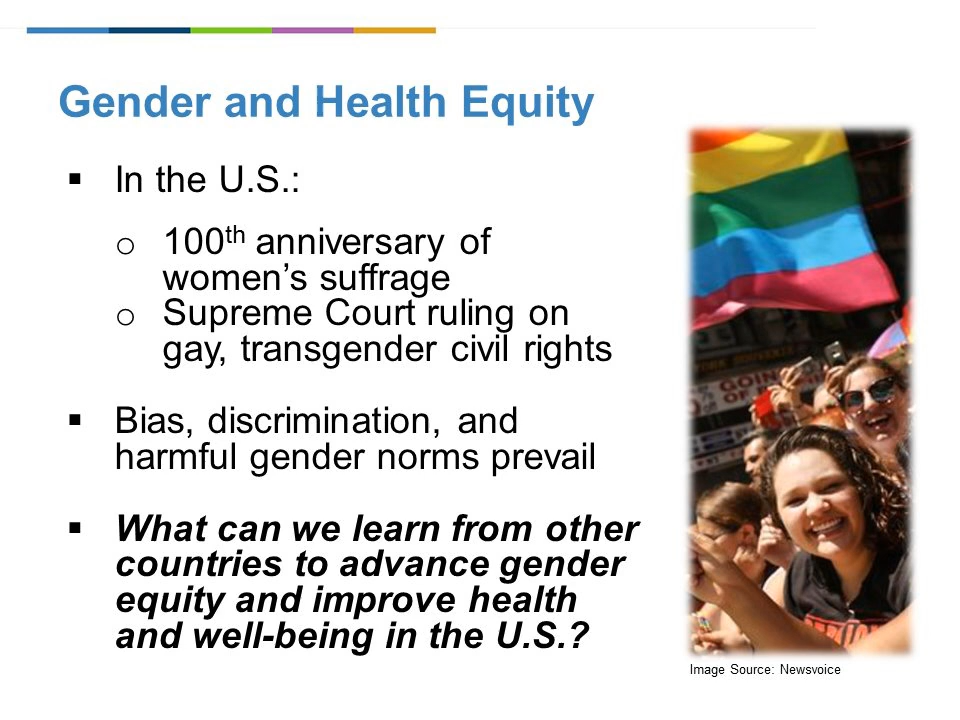 Gender and Health Equity
▪ In the U.S.:
o 100th anniversary of
women’s suffrage
o Supreme Court ruling on
gay, transgender civil rights
▪ Bias, discrimination, and
harmful gender norms prevail
▪ What can we learn from other
countries to advance gender
equity and improve health
and well-being in the U.S.?
GOING
Image Source: Newsvoice